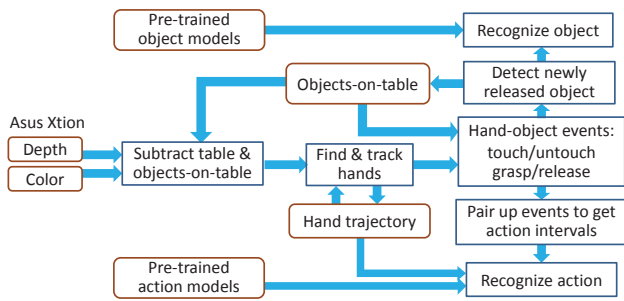 Pre-trained
object models
Recognize object
Objects-on-table
Detect newly
released object
Asus Xtion
Depth
Color
Subtract table &
objects-on-table
Find & track
hands
Hand-object events:
touch/untouch
grasp/release
Hand trajectory
Pair up events to get
action intervals
Pre-trained
action models
Recognize action